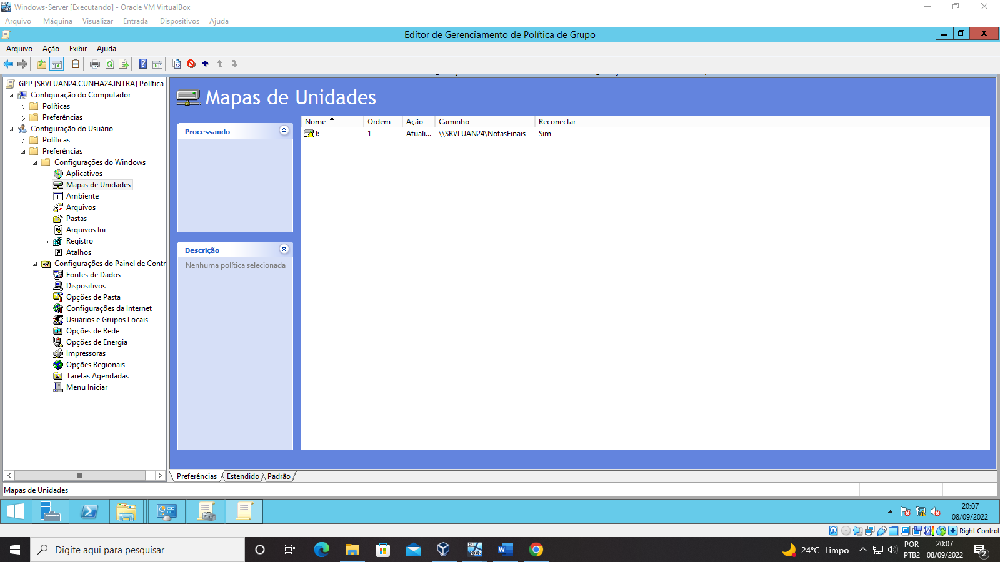 Windows-Server [Executando] - Oracle VM VirtualBox
Arquivo Máquina Visualizar Entrada Dispositivos Ajuda
Editor de Gerenciamento de Política de Grupo
Arquivo Ação Exibir Ajuda
GPP [SRVLUAN24.CUNHA24.INTRA] Política
Configuração do Computador
Políticas
Preferências
Configuração do Usuário
Políticas
Preferências
Configurações do Windows
Aplicativos
Mapas de Unidades
Ambiente
Arquivos
Pastas
Arquivos Ini
Registro
Atalhos
Configurações do Painel de Contr
Fontes de Dados
Dispositivos
Opções de Pasta
Configurações da Internet
Usuários e Grupos Locais
Opções de Rede
Opções de Energia
Impressoras
Opções Regionais
Tarefas Agendadas
Menu Iniciar
Mapas de Unidades
Processando
Descrição
Nenhuma política selecionada
Nome Ordem Ação Caminho Reconectar
J: 1 Atuali... \\SRVLUAN24\NotasFinais Sim
Preferências Estendido Padrão
Mapas de Unidades
20:07
08/09/2022
Right Control
Digite aqui para pesquisar
2012
24°C Limpo
POR
PTB2
20:07
08/09/2022
2